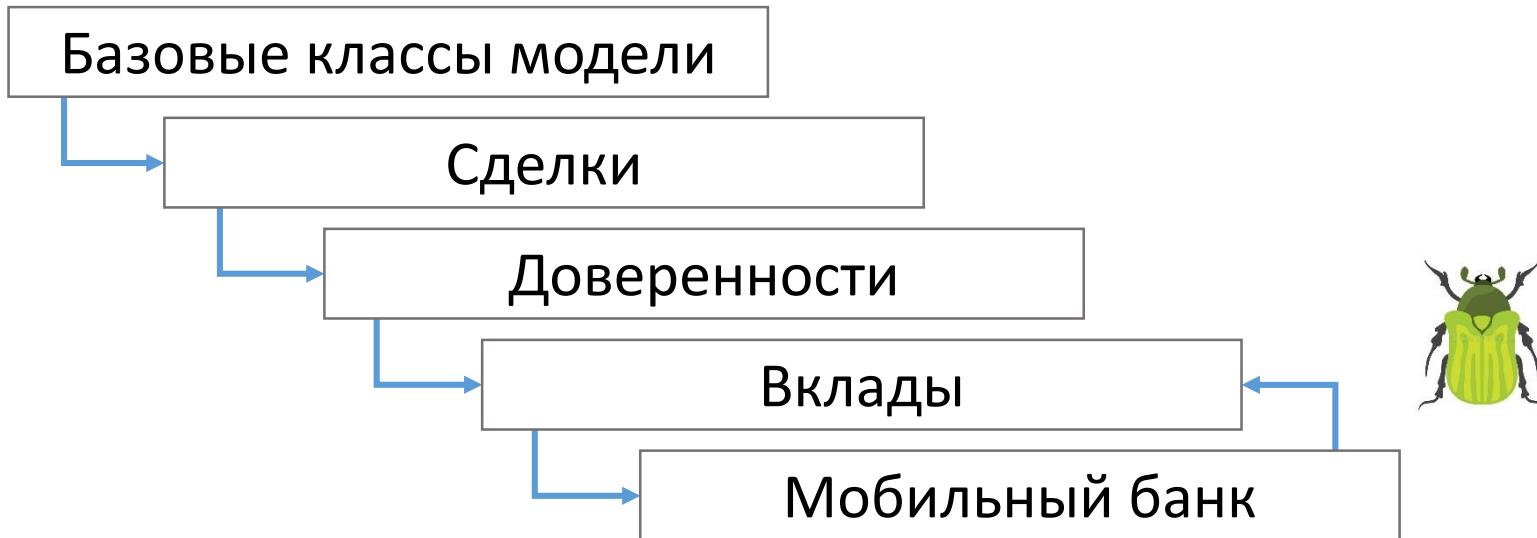 Базовые классы модели
Сделки
Доверенности
Вклады
Мобильный банк